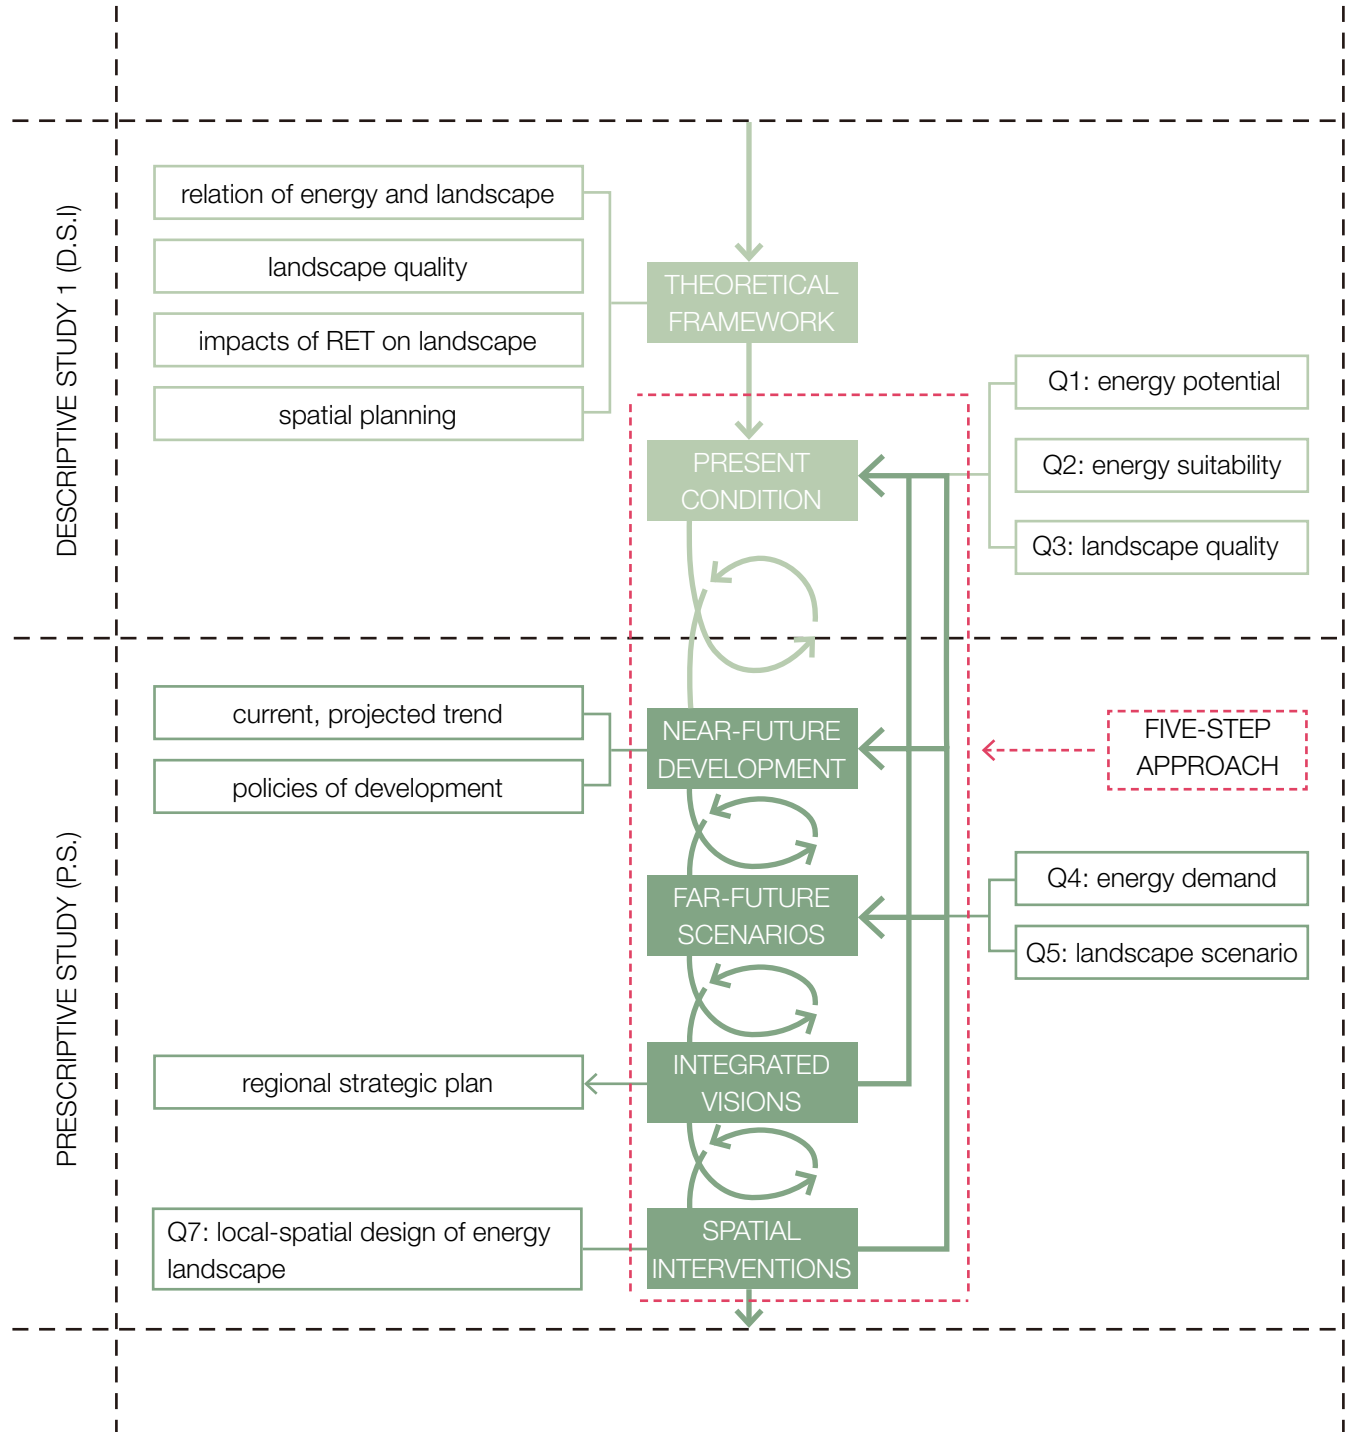 DESCRIPTIVE STUDY 1 (D.S.I)
relation of energy and landscape
landscape quality
impacts of RET on landscape
spatial planning
THEORETICAL
FRAMEWORK
PRESENT
CONDITION
Q1: energy potential
Q2: energy suitability
Q3: landscape quality
PRESCRIPTIVE STUDY (P.S.)
current, projected trend
policies of development
NEAR-FUTURE
DEVELOPMENT
FIVE-STEP
APPROACH
FAR-FUTURE
SCENARIOS
Q4: energy demand
Q5: landscape scenario
regional strategic plan
INTEGRATED
VISIONS
Q7: local-spatial design of energy
landscape
SPATIAL
INTERVENTIONS